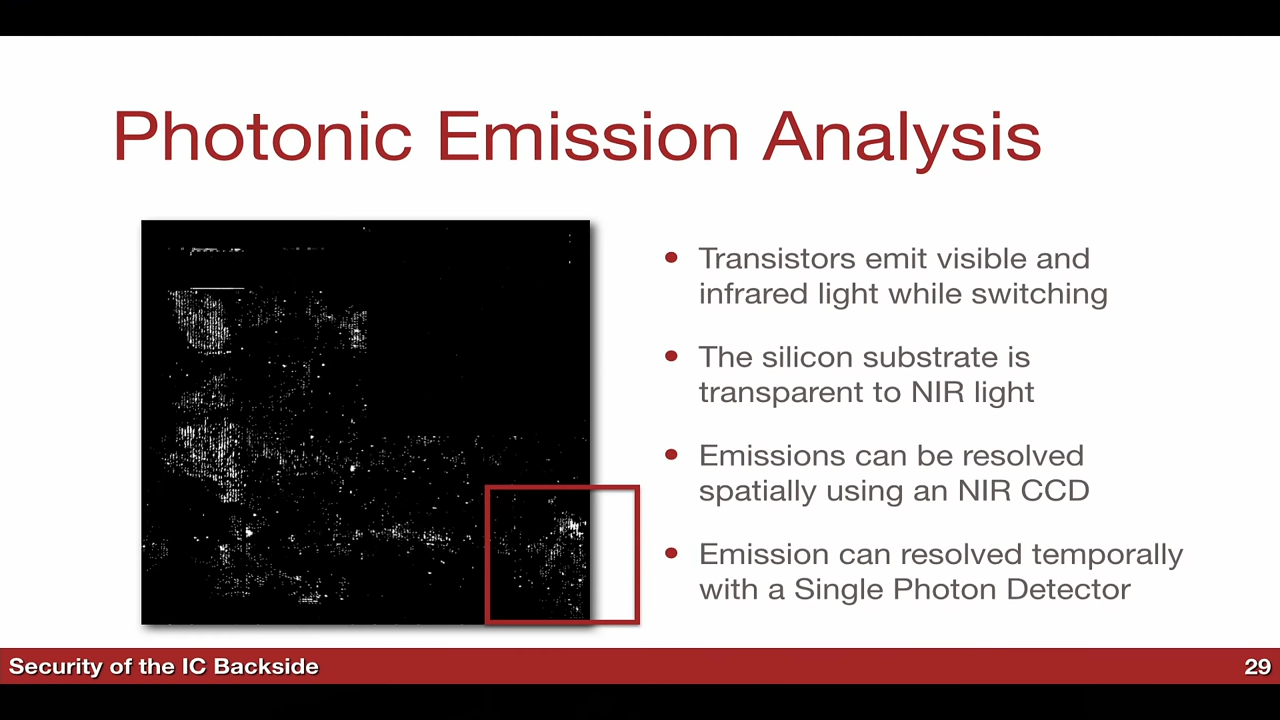 Photonic Emission Analysis
• Transistors emit visible and
infrared light while switching
• The silicon substrate is
transparent to NIR light
• Emissions can be resolved
spatially using an NIR CCD
• Emission can resolved temporally
with a Single Photon Detector
Security of the IC Backside
29